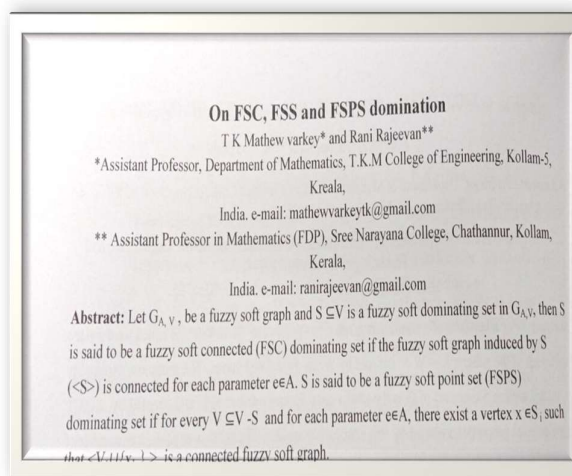 On FSC, FSS and FSPS domination
T K Mathew varkey* and Rani Rajeevan**
*Assistant Professor, Department of Mathematics, T.K.M College of Engineering, Kollam-5,
Kreala,
India. e-mail: mathewvarkeytk@gmail.com
** Assistant Professor in Mathematics (FDP), Sree Narayana College, Chathannur, Kollam,
Kerala,
India. e-mail: ranirajeevan@gmail.com
Abstract: Let G_A, V, be a fuzzy soft graph and S ⊆V is a fuzzy soft dominating set in G_A,V, then S
is said to be a fuzzy soft connected (FSC) dominating set if the fuzzy soft graph induced by S
(<S>) is connected for each parameter e∈A. S is said to be a fuzzy soft point set (FSPS)
dominating set if for every V ⊆V -S and for each parameter e∈A, there exist a vertex x ∈S, such
that is a connected fuzzy soft graph.